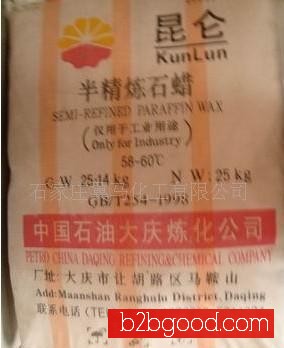 昆仑
KunLun
半精炼石蜡
SEMI-REFINED PARAFFIN WAX
(仅用于工业用途)
(Only for Industry)
58-60℃
G W. 25.14 kg N W: 25 kg
GB/T254-1998
中国石油大庆炼化公司
PETRO CHINA DAQING REFINING&CHEMICAL COMPANY
厂址: 大庆市让胡路区马鞍山
Add: Maanshan Ranghulu District, Daqing
联系电话(TEL
b2bgood.com